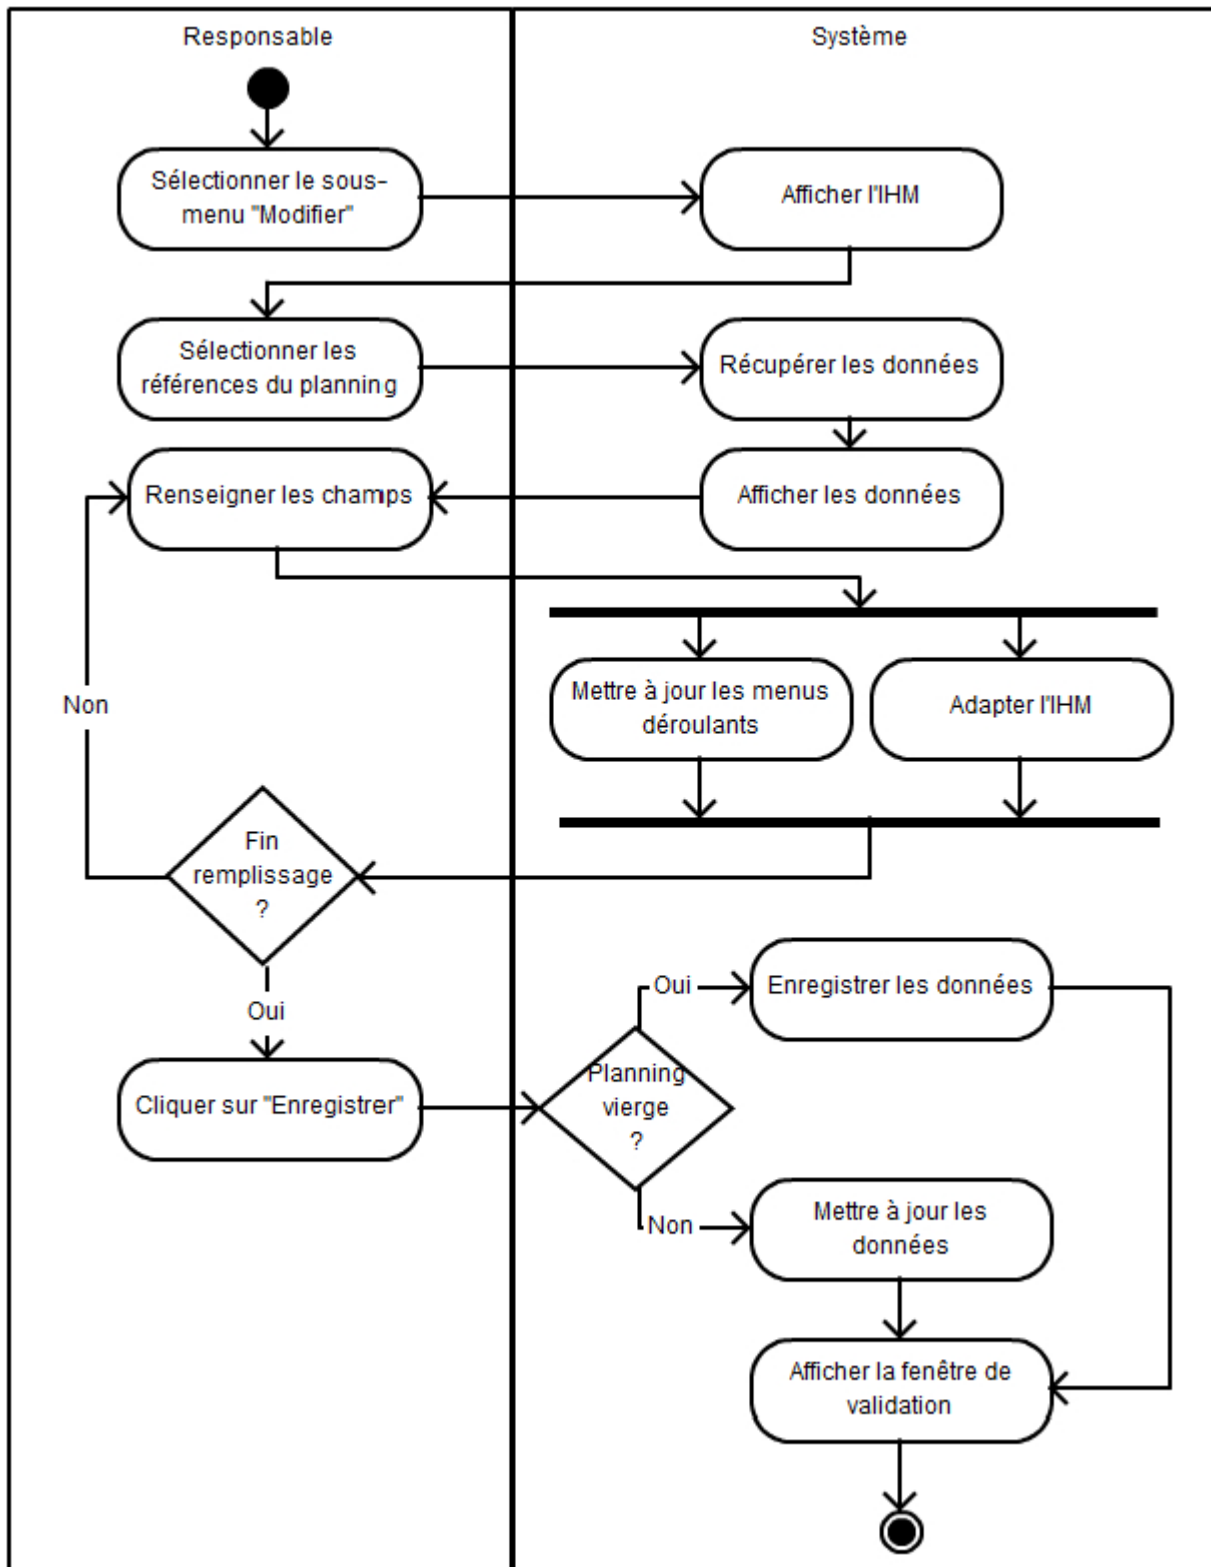 Responsable
Système
Sélectionner le sous-
menu "Modifier"
Afficher l'IHM
Sélectionner les
références du planning
Récupérer les données
Renseigner les champs
Afficher les données
Mettre à jour les menus
déroulants
Adapter l'IHM
Non
Fin
remplissage
?
Oui
Cliquer sur "Enregistrer"
Planning
vierge
?
Oui
Enregistrer les données
Non
Mettre à jour les
données
Afficher la fenêtre de
validation